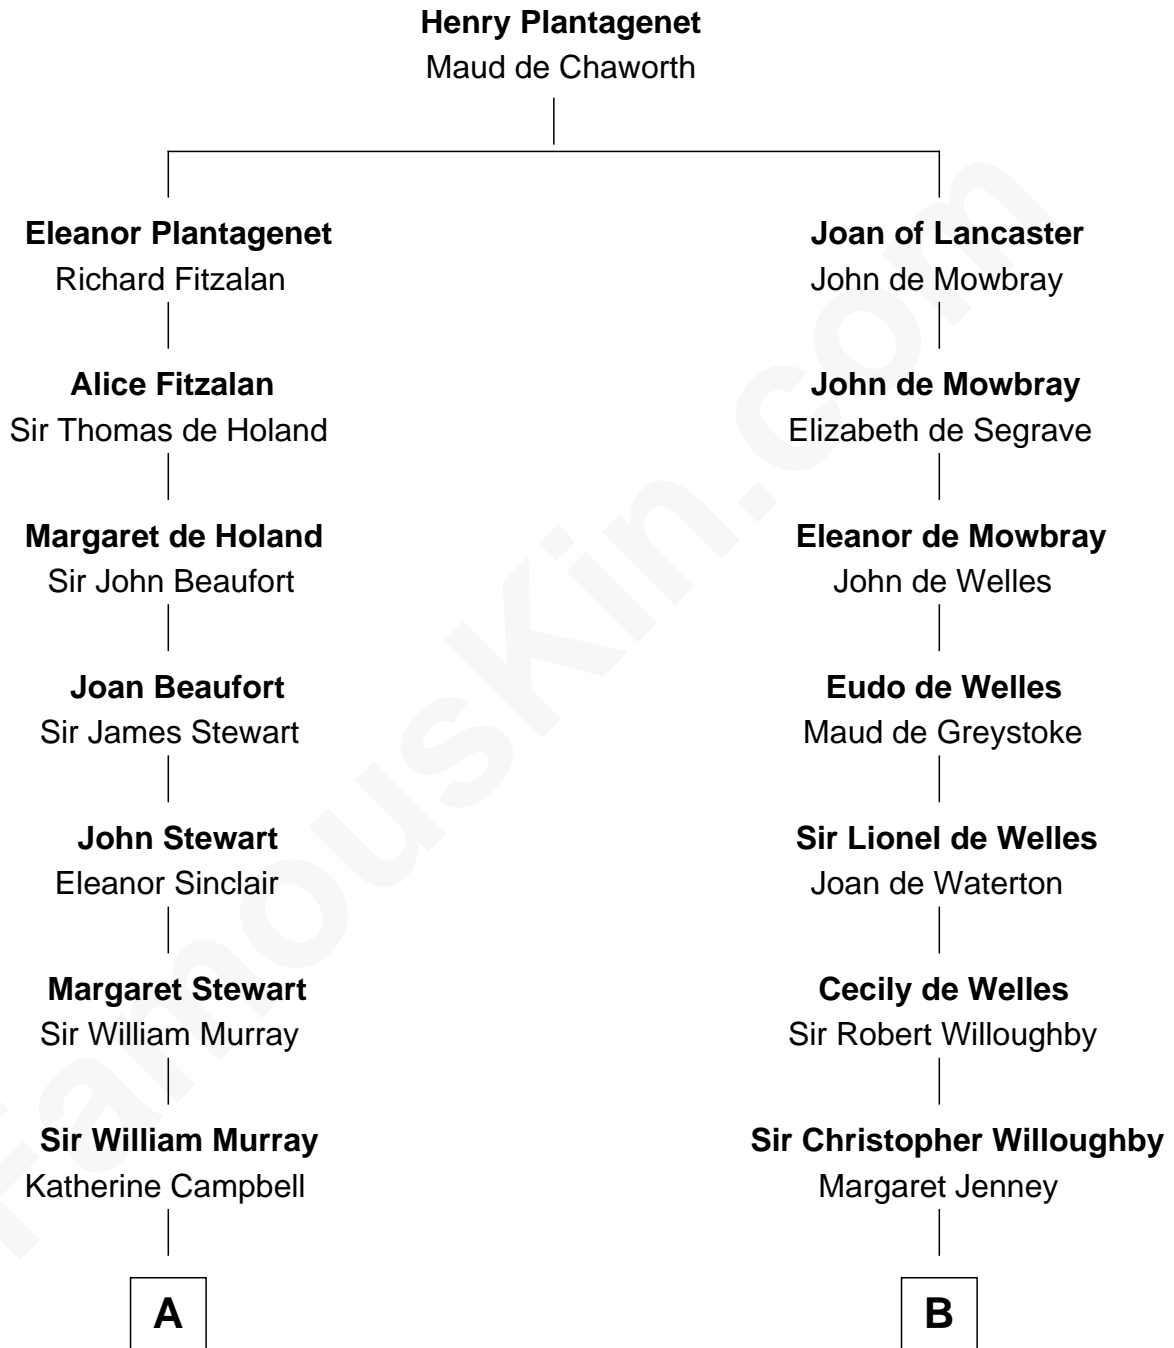 Henry Plantagenet
Maud de Chaworth
Eleanor Plantagenet
Richard Fitzalan
Alice Fitzalan
Sir Thomas de Holand
Margaret de Holand
Sir John Beaufort
Joan Beaufort
Sir James Stewart
John Stewart
Eleanor Sinclair
Margaret Stewart
Sir William Murray
Sir William Murray
Katherine Campbell
A
Joan of Lancaster
John de Mowbray
John de Mowbray
Elizabeth de Segrave
Eleanor de Mowbray
John de Welles
Eudo de Welles
Maud de Greystoke
Sir Lionel de Welles
Joan de Waterton
Cecily de Welles
Sir Robert Willoughby
Sir Christopher Willoughby
Margaret Jenney
B
FamousKin.com